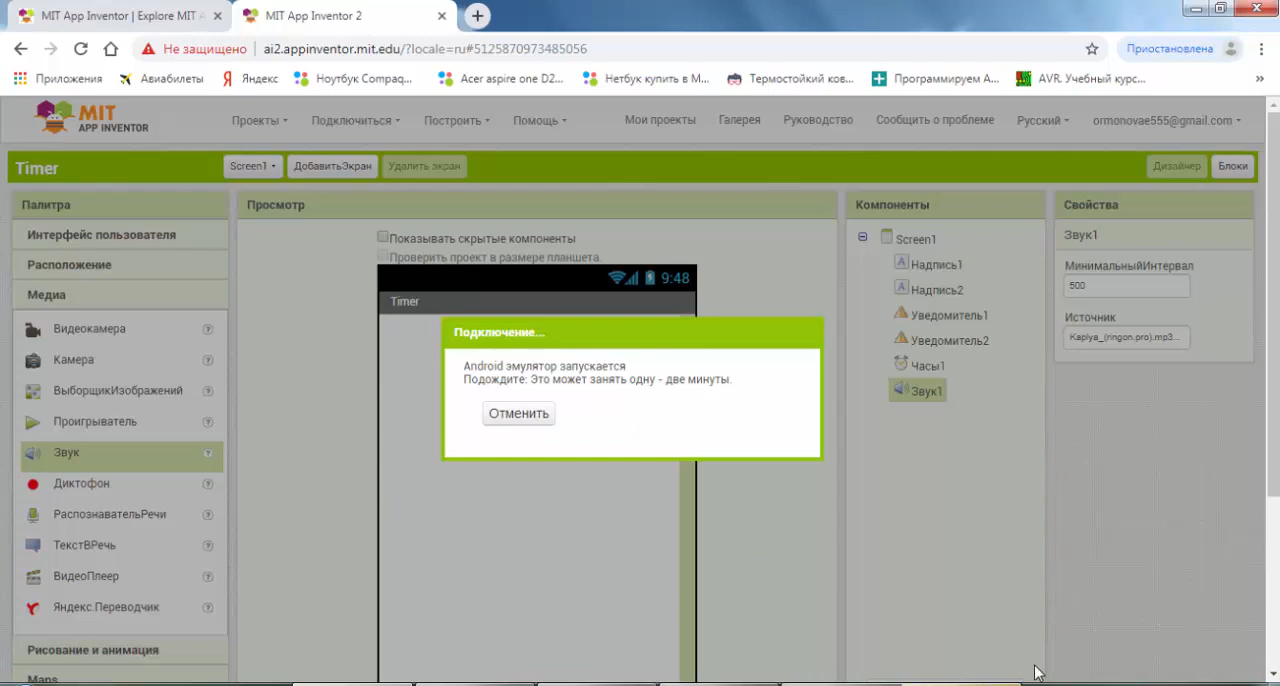 MIT App Inventor | Explore MIT A
MIT App Inventor 2
Не защищено
ai2.appinventor.mit.edu/?locale=ru#5125870973485056
Приостановлена
Приложения
Авиабилеты
Яндекс
Ноутбук Compaq...
Acer aspire one D2...
Нетбук купить в М...
Термостойкий ков...
Программируем А...
AVR. Учебный курс...
»
MIT
APP INVENTOR
Проекты
Подключиться
Построить
Помощь
Мои проекты
Галерея
Руководство
Сообщить о проблеме
Русский
ormonovae555@gmail.com
Timer
Screen1
ДобавитьЭкран
Удалить экран
Дизайнер
Блоки
Палитра
Интерфейс пользователя
Расположение
Медиа
Видеокамера
Камера
ВыборщикИзображений
Проигрыватель
Звук
Диктофон
РаспознавательРечи
ТекстВРечь
ВидеоПлеер
Яндекс.Переводчик
Рисование и анимация
Maps
Просмотр
Показывать скрытые компоненты
Проверить проект в размере планшета.
9:48
Timer
Подключение...
Android эмулятор запускается
Подождите: Это может занять одну - две минуты.
Отменить
Компоненты
Screen1
Надпись1
Надпись2
Уведомитель1
Уведомитель2
Часы1
Звук1
Свойства
Звук1
МинимальныйИнтервал
500
Источник
Kaplya_(ringon.pro).mp3...